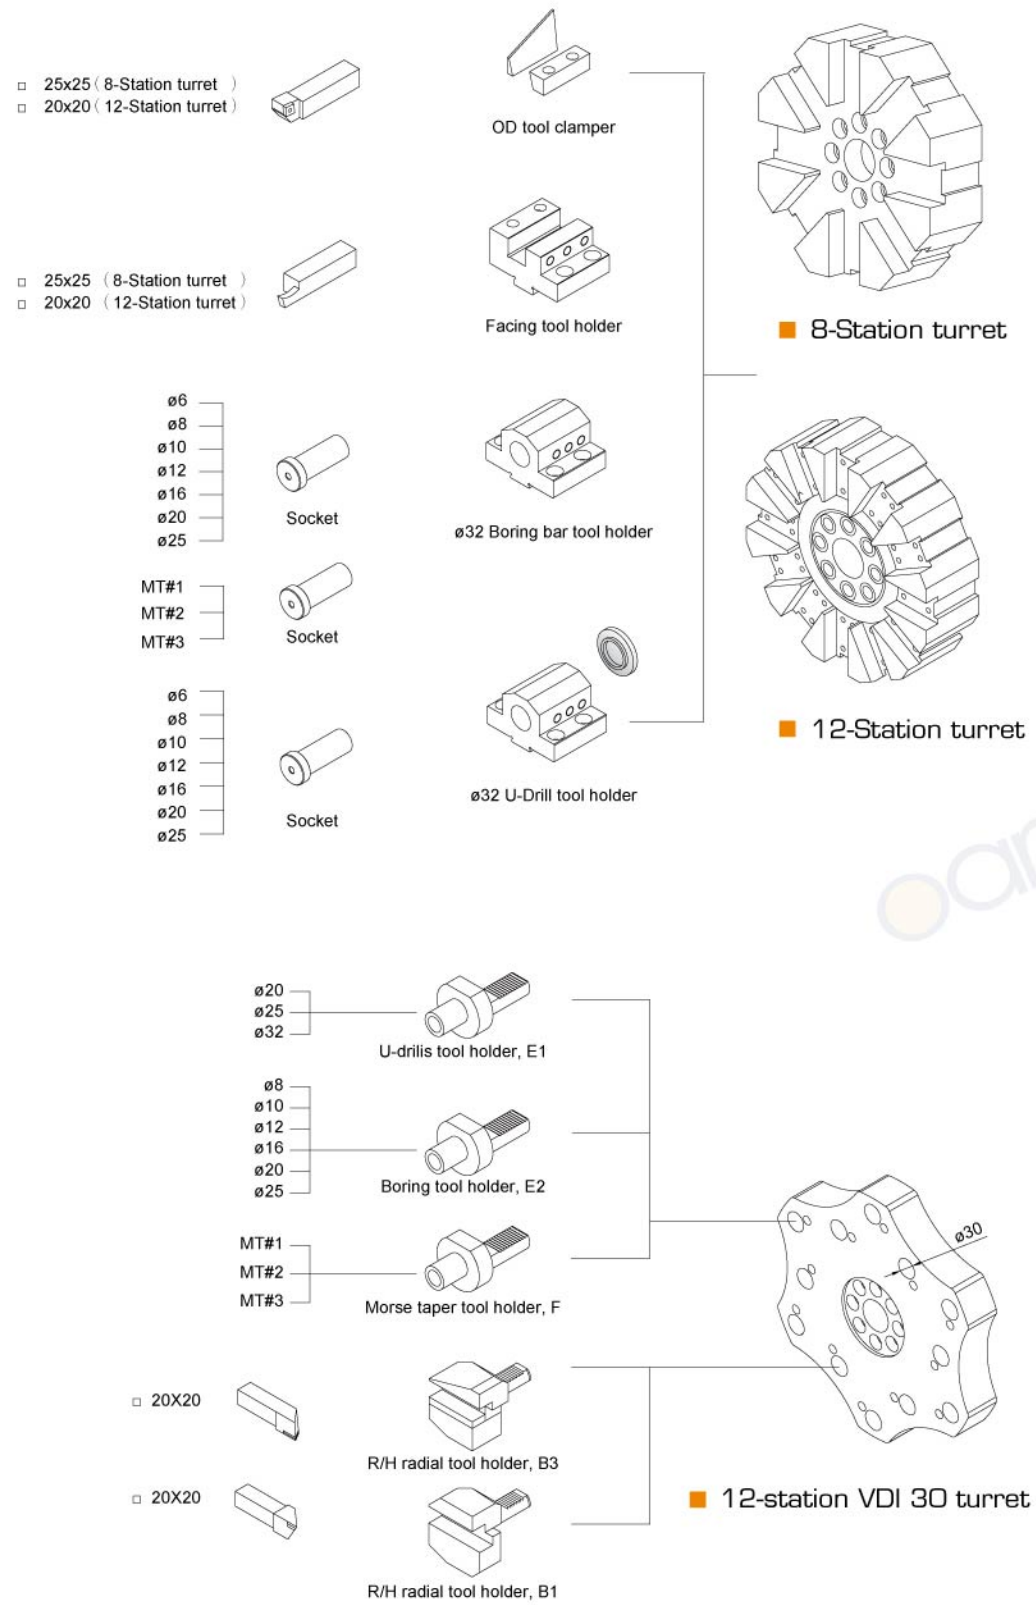 □ 25x25 ( 8-Station turret )
□ 20x20 ( 12-Station turret )
OD tool clamper
□ 25x25 ( 8-Station turret )
□ 20x20 ( 12-Station turret )
Facing tool holder
8-Station turret
ø6
ø8
ø10
ø12
ø16
ø20
ø25
Socket
ø32 Boring bar tool holder
MT#1
MT#2
MT#3
Socket
ø6
ø8
ø10
ø12
ø16
ø20
ø25
Socket
ø32 U-Drill tool holder
12-Station turret
ø20
ø25
ø32
U-drilis tool holder, E1
ø8
ø10
ø12
ø16
ø20
ø25
Boring tool holder, E2
MT#1
MT#2
MT#3
Morse taper tool holder, F
ø30
□ 20X20
R/H radial tool holder, B3
□ 20X20
R/H radial tool holder, B1
12-station VDI 30 turret